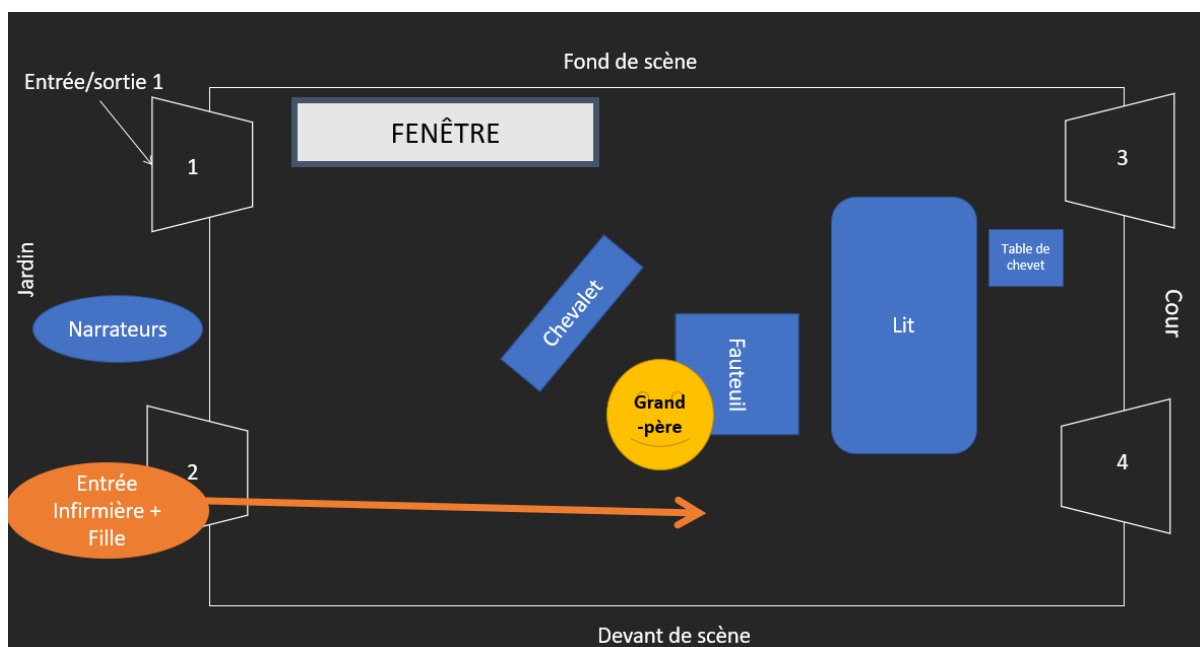 Fond de scène
Entrée/sortie 1
FENÊTRE
1
3
Jardin
Table de
chevet
Chevalet
Cour
Narrateurs
Lit
Fauteuil
Grand
-père
2
4
Entrée
Infirmière +
Fille
Devant de scène